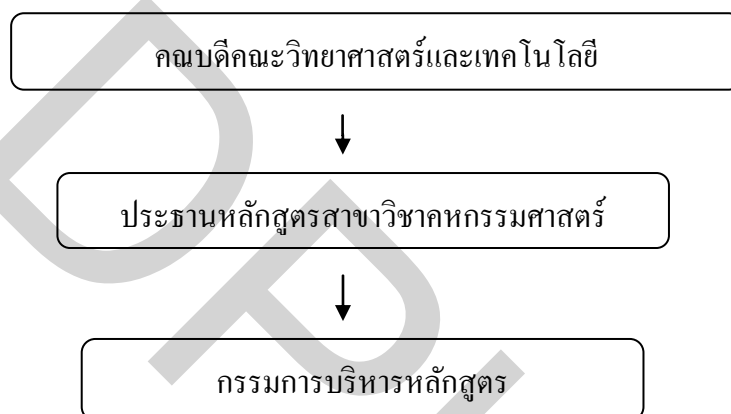 คณบดีคณะวิทยาศาสตร์และเทคโนโลยี
ประธานหลักสูตรสาขาวิชาคหกรรมศาสตร์
กรรมการบริหารหลักสูตร